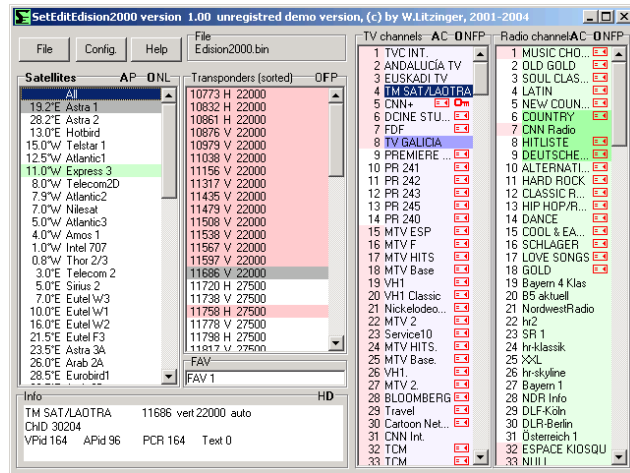 SetEditEdision2000 version 1.00 unregistred demo version, (c) by W.Litzinger, 2001-2004
File Config. Help
File
Edision2000.bin
Satellites AP ONL
All
19.2°E Astra 1
28.2°E Astra 2
13.0°E Hotbird
15.0°W Telstar 1
12.5°W Atlantic1
11.0°W Express 3
8.0°W Telecom2D
7.9°W Atlantic2
7.0°W Nilesat
5.0°W Atlantic3
4.0°W Amos 1
1.0°W Intel 707
0.8°W Thor 2/3
3.0°E Telecom 2
5.0°E Sirius 2
7.0°E Eutel W3
10.0°E Eutel W1
16.0°E Eutel W2
21.5°E Eutel F3
23.5°E Astra 3A
26.0°E Arab 2A
28.5°E Eurobird1
Transponders (sorted) OFP
10773 H 22000
10832 H 22000
10861 H 22000
10876 V 22000
10979 V 22000
11038 V 22000
11156 V 22000
11317 V 22000
11435 V 22000
11479 V 22000
11508 V 22000
11538 V 22000
11567 V 22000
11597 V 22000
11686 V 22000
11720 H 27500
11738 V 27500
11758 H 27500
11778 V 27500
11798 H 27500
11817 V 27500
FAV
FAV 1
Info HD
TM SAT/LAOTRA 11686 vert 22000 auto
ChID 30204
VPid 164 APid 96 PCR 164 Text 0
TV channels AC ONFP
1 TVC INT.
2 ANDALUCÍA TV
3 EUSKADI TV
4 TM SAT/LAOTRA
5 CNN+
6 DCINE STU...
7 FDF
8 TV GALICIA
9 PREMIERE ...
10 PR 241
11 PR 242
12 PR 243
13 PR 245
14 PR 240
15 MTV ESP
16 MTV F
17 MTV HITS
18 MTV Base
19 VH1
20 VH1 Classic
21 Nickelodeo...
22 MTV 2
23 Service10
24 MTV HITS.
25 MTV Base.
26 VH1.
27 MTV 2.
28 BLOOMBERG
29 Travel
30 Cartoon Net...
31 CNN Int.
32 TCM
33 TCM
Radio channels AC ONFP
1 MUSIC CHO...
2 OLD GOLD
3 SOUL CLAS...
4 LATIN
5 NEW COUN...
6 COUNTRY
7 CNN Radio
8 HITLISTE
9 DEUTSCHE...
10 ALTERNATI...
11 HARD ROCK
12 CLASSIC R...
13 HIP HOP/R...
14 DANCE
15 COOL & EA...
16 SCHLAGER
17 LOVE SONGS
18 GOLD
19 Bayern 4 Klas
20 B5 aktuell
21 NordwestRadio
22 hr2
23 SR 1
24 hr-klassik
25 XXL
26 hr-skyline
27 Bayern 1
28 NDR Info
29 DLF-Köln
30 DLR-Berlin
31 Österreich 1
32 ESPACE KIOSQU
33 NULL